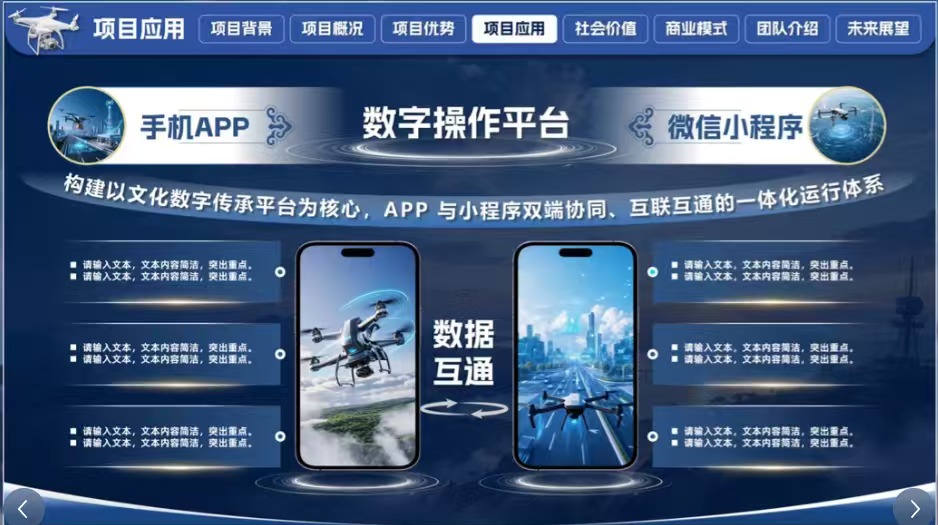 项目应用
项目背景
项目概况
项目优势
项目应用
社会价值
商业模式
团队介绍
未来展望
手机APP
数字操作平台
微信小程序
构建以文化数字传承平台为核心，APP 与小程序双端协同、互联互通的一体化运行体系
■ 请输入文本，文本内容简洁，突出重点。
■ 请输入文本，文本内容简洁，突出重点。
■ 请输入文本，文本内容简洁，突出重点。
■ 请输入文本，文本内容简洁，突出重点。
■ 请输入文本，文本内容简洁，突出重点。
■ 请输入文本，文本内容简洁，突出重点。
数据
互通
■ 请输入文本，文本内容简洁，突出重点。
■ 请输入文本，文本内容简洁，突出重点。
■ 请输入文本，文本内容简洁，突出重点。
■ 请输入文本，文本内容简洁，突出重点。
■ 请输入文本，文本内容简洁，突出重点。
■ 请输入文本，文本内容简洁，突出重点。